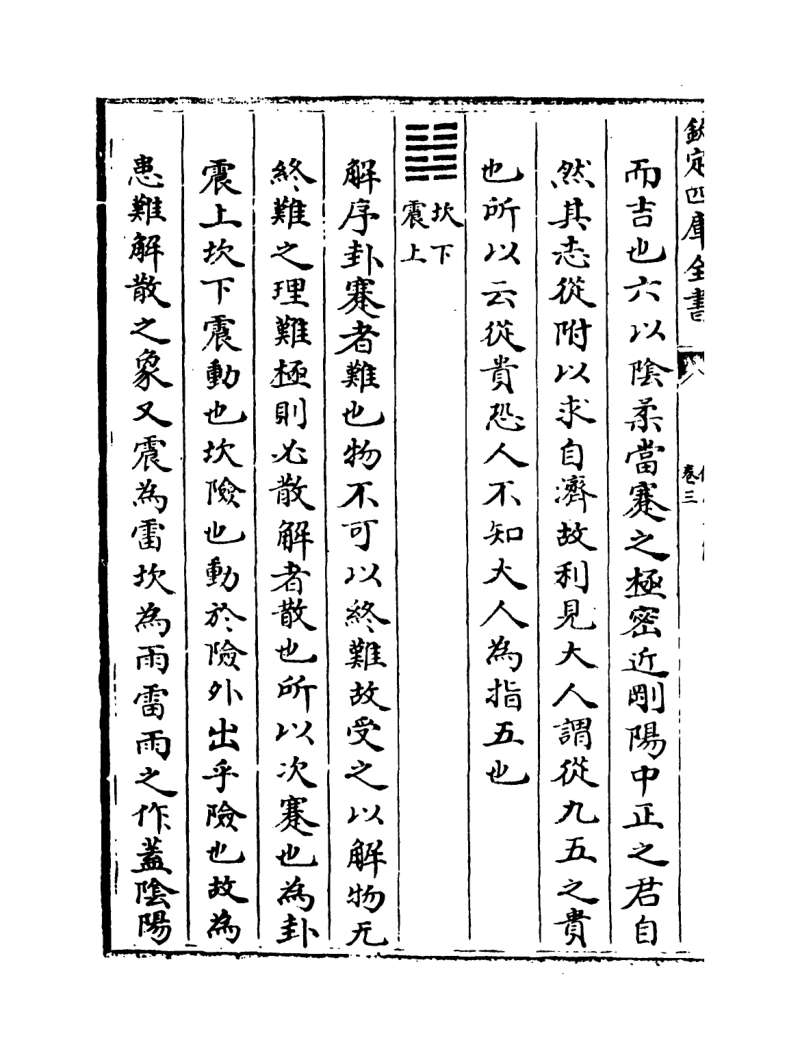 欽定四庫全書
卷三
而吉也六以陰柔當蹇之極密近剛陽中正之君自
然其志從附以求自濟故利見大人謂從九五之貴
也所以云從貴恐人不知大人為指五也
坎下
震上
解序卦蹇者難也物不可以終難故受之以解物无
終難之理難極則必散解者散也所以次蹇也為卦
震上坎下震動也坎險也動於險外出乎險也故為
患難解散之象又震為雷坎為雨雷雨之作蓋陰陽